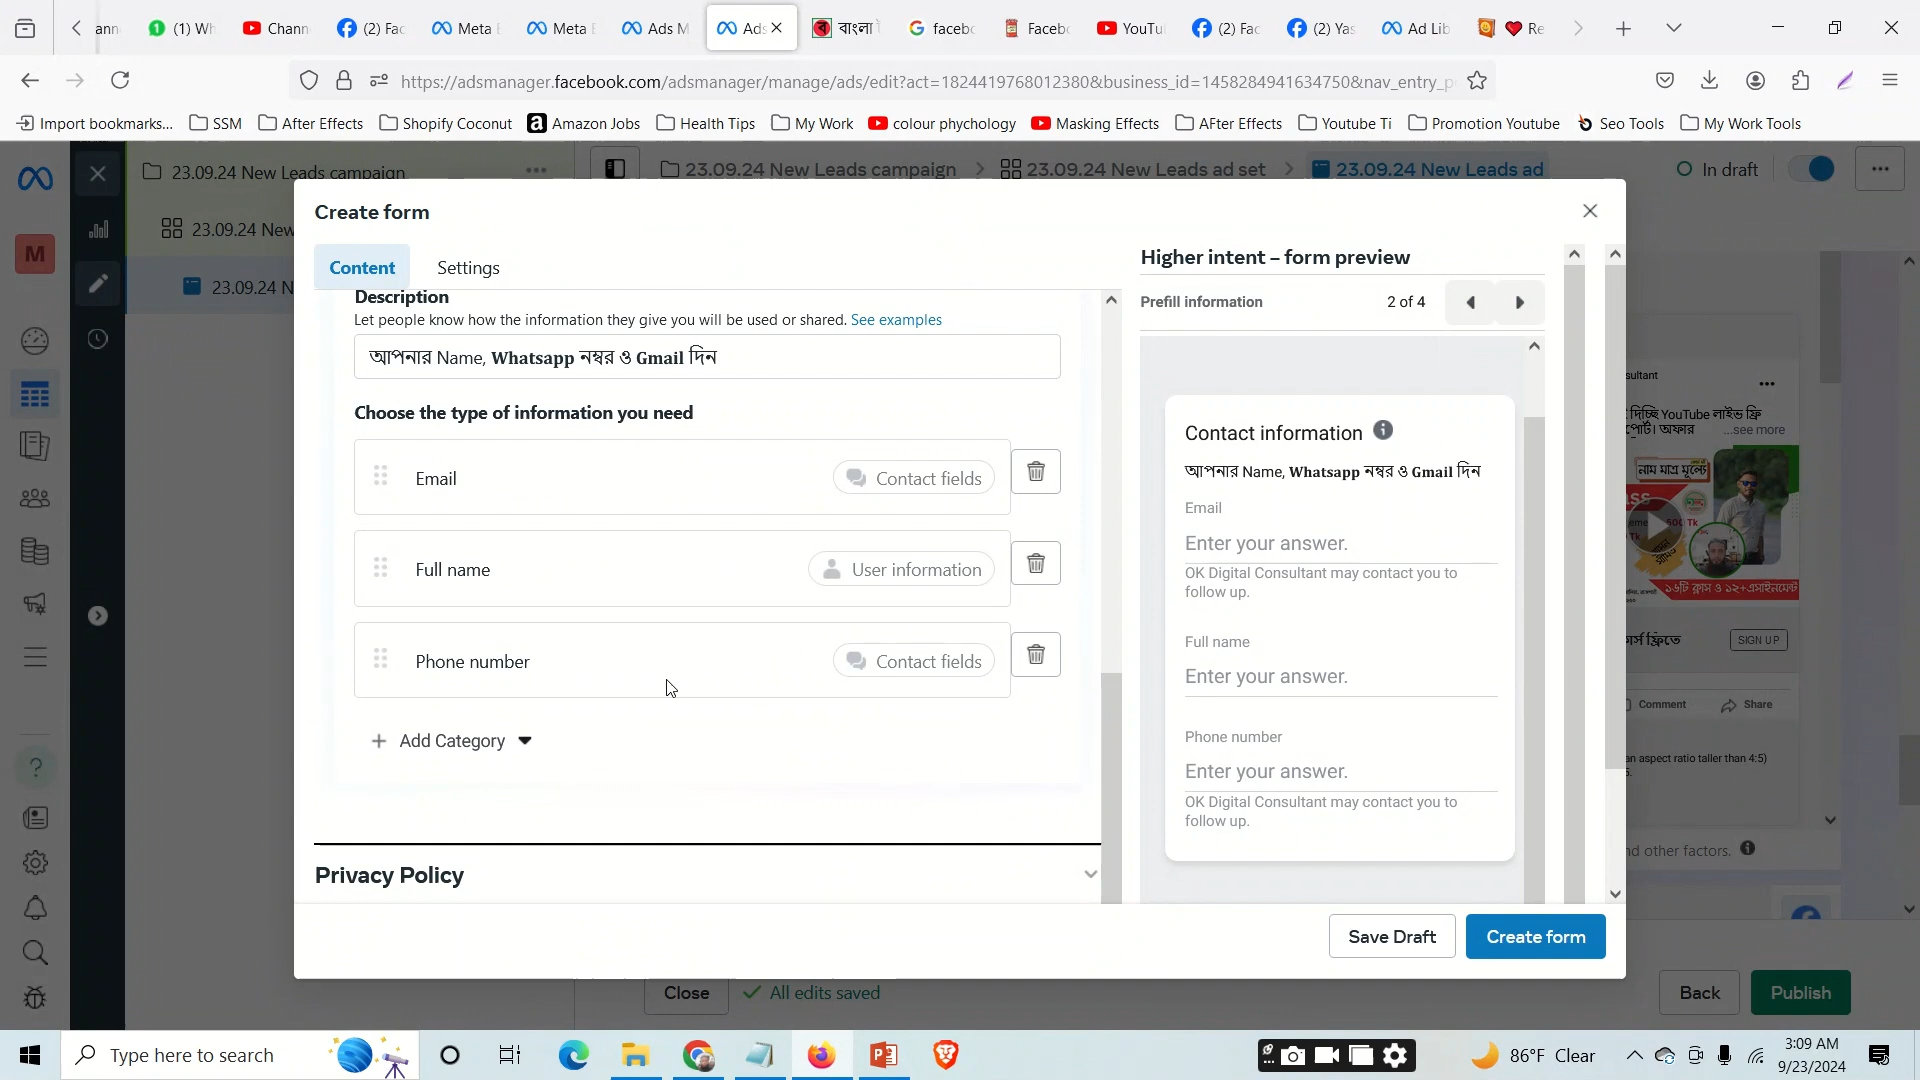 ann
(1) Wh
Chann
(2) Fac
Meta E
Meta E
Ads M
Ads
বাংলা
facebo
Facebo
YouTu
(2) Fac
(2) Yas
Ad Lib
Re
https://adsmanager.facebook.com/adsmanager/manage/ads/edit?act=1824419768012380&business_id=1458284941634750&nav_entry_p
Import bookmarks...
SSM
After Effects
Shopify Coconut
Amazon Jobs
Health Tips
My Work
colour phychology
Masking Effects
AFter Effects
Youtube Ti
Promotion Youtube
Seo Tools
My Work Tools
23.09.24 New Leads campaign
23.09.24 New Leads campaign
23.09.24 New Leads ad set
23.09.24 New Leads ad
In draft
M
23.09.24 New
23.09.24 N
Create form
Content
Settings
Description
Let people know how the information they give you will be used or shared. See examples
আপনার Name, Whatsapp নম্বর ও Gmail দিন
Choose the type of information you need
Email
Contact fields
Full name
User information
Phone number
Contact fields
Add Category
Privacy Policy
Higher intent – form preview
Prefill information
2 of 4
Contact information
আপনার Name, Whatsapp নম্বর ও Gmail দিন
Email
Enter your answer.
OK Digital Consultant may contact you to
follow up.
Full name
Enter your answer.
Phone number
Enter your answer.
OK Digital Consultant may contact you to
follow up.
Save Draft
Create form
sultant
দিচ্ছি YouTube লাইভ ফ্রি
পোর্ট। অফার
...see more
নাম মাত্র মূল্যে
ass
Tk
১৬টি ক্লাস ও ১২+এসাইনমেন্ট
কোর্স ফ্রিতে
SIGN UP
Comment
Share
an aspect ratio taller than 4:5)
nd other factors.
Close
All edits saved
Back
Publish
Type here to search
86°F Clear
3:09 AM
9/23/2024